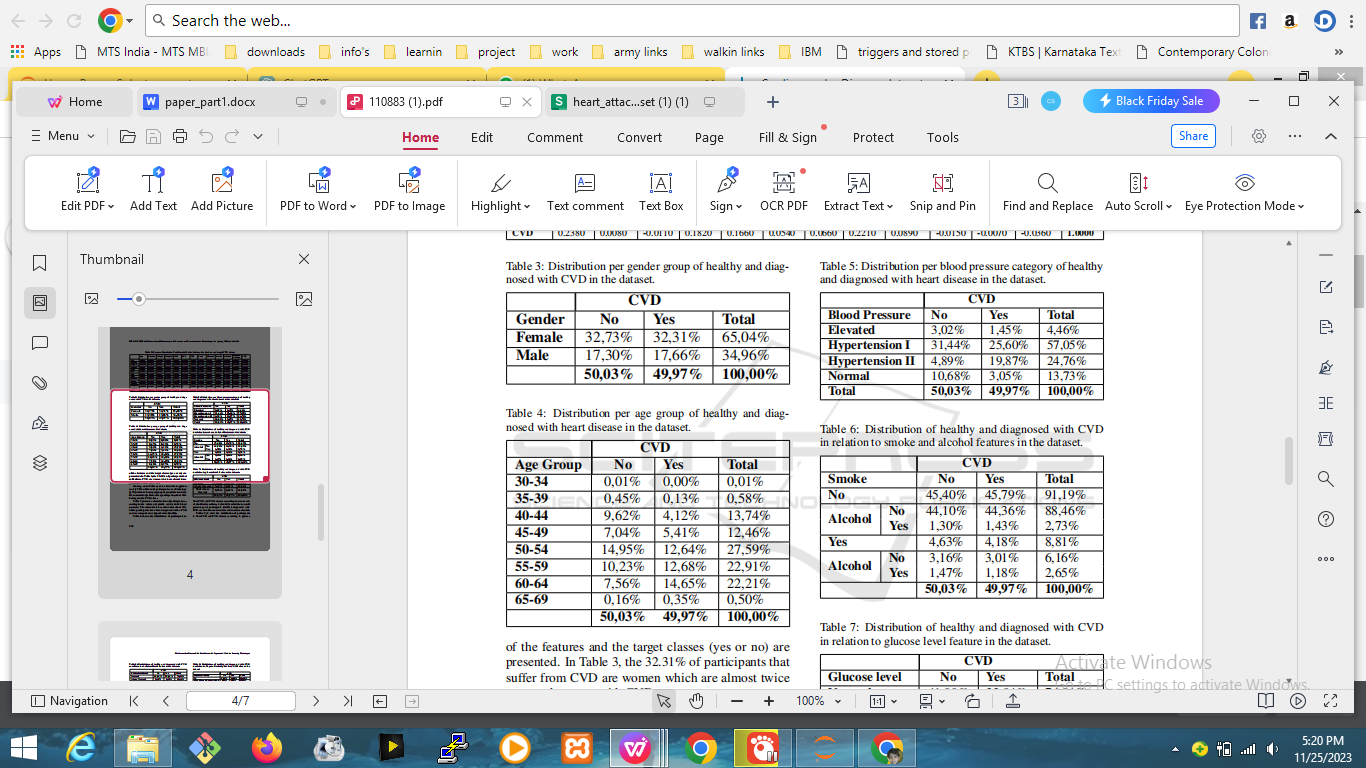 Search the web...
Apps MTS India - MTS MBl downloads info's learnin project work army links walkin links IBM triggers and stored p KTBS | Karnataka Tex Contemporary Colon »
Home paper_part1.docx 110883 (1).pdf heart_attac...set (1) (1) 3 CS Black Friday Sale
Menu Home Edit Comment Convert Page Fill & Sign Protect Tools Share
Edit PDF Add Text Add Picture PDF to Word PDF to Image Highlight Text comment Text Box Sign OCR PDF Extract Text Snip and Pin Find and Replace Auto Scroll Eye Protection Mode
Thumbnail
4
CVD 0.2380 0.0080 -0.0110 0.1820 0.1660 0.0540 0.0660 0.2210 0.0890 -0.0150 -0.0070 -0.0360 1.0000
Table 3: Distribution per gender group of healthy and diag-
nosed with CVD in the dataset.
CVD
Gender No Yes Total
Female 32,73% 32,31% 65,04%
Male 17,30% 17,66% 34,96%
50,03% 49,97% 100,00%
Table 4: Distribution per age group of healthy and diag-
nosed with heart disease in the dataset.
CVD
Age Group No Yes Total
30-34 0,01% 0,00% 0,01%
35-39 0,45% 0,13% 0,58%
40-44 9,62% 4,12% 13,74%
45-49 7,04% 5,41% 12,46%
50-54 14,95% 12,64% 27,59%
55-59 10,23% 12,68% 22,91%
60-64 7,56% 14,65% 22,21%
65-69 0,16% 0,35% 0,50%
50,03% 49,97% 100,00%
of the features and the target classes (yes or no) are
presented. In Table 3, the 32.31% of participants that
suffer from CVD are women which are almost twice
Table 5: Distribution per blood pressure category of healthy
and diagnosed with heart disease in the dataset.
CVD
Blood Pressure No Yes Total
Elevated 3,02% 1,45% 4,46%
Hypertension I 31,44% 25,60% 57,05%
Hypertension II 4,89% 19,87% 24,76%
Normal 10,68% 3,05% 13,73%
Total 50,03% 49,97% 100,00%
Table 6: Distribution of healthy and diagnosed with CVD
in relation to smoke and alcohol features in the dataset.
CVD
Smoke No Yes Total
No 45,40% 45,79% 91,19%
Alcohol No 44,10% 44,36% 88,46%
Yes 1,30% 1,43% 2,73%
Yes 4,63% 4,18% 8,81%
Alcohol No 3,16% 3,01% 6,16%
Yes 1,47% 1,18% 2,65%
50,03% 49,97% 100,00%
Table 7: Distribution of healthy and diagnosed with CVD
in relation to glucose level feature in the dataset.
CVD
Glucose level No Yes Total
Activate Windows
Go to PC settings to activate Windows.
Navigation 4/7 100% 1:1
5:20 PM
11/25/2023